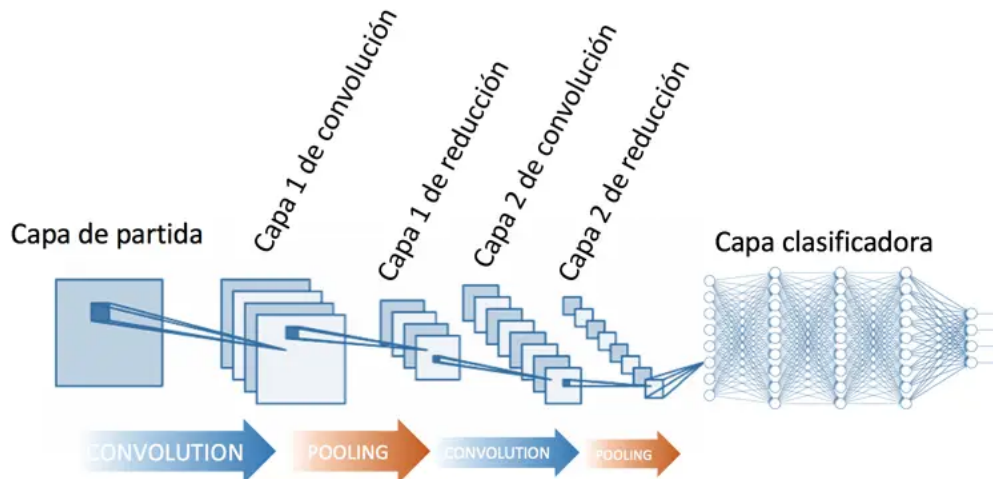 Capa de partida
Capa 1 de convolución
Capa 1 de reducción
Capa 2 de convolución
Capa 2 de reducción
Capa clasificadora
CONVOLUTION
POOLING
CONVOLUTION
POOLING